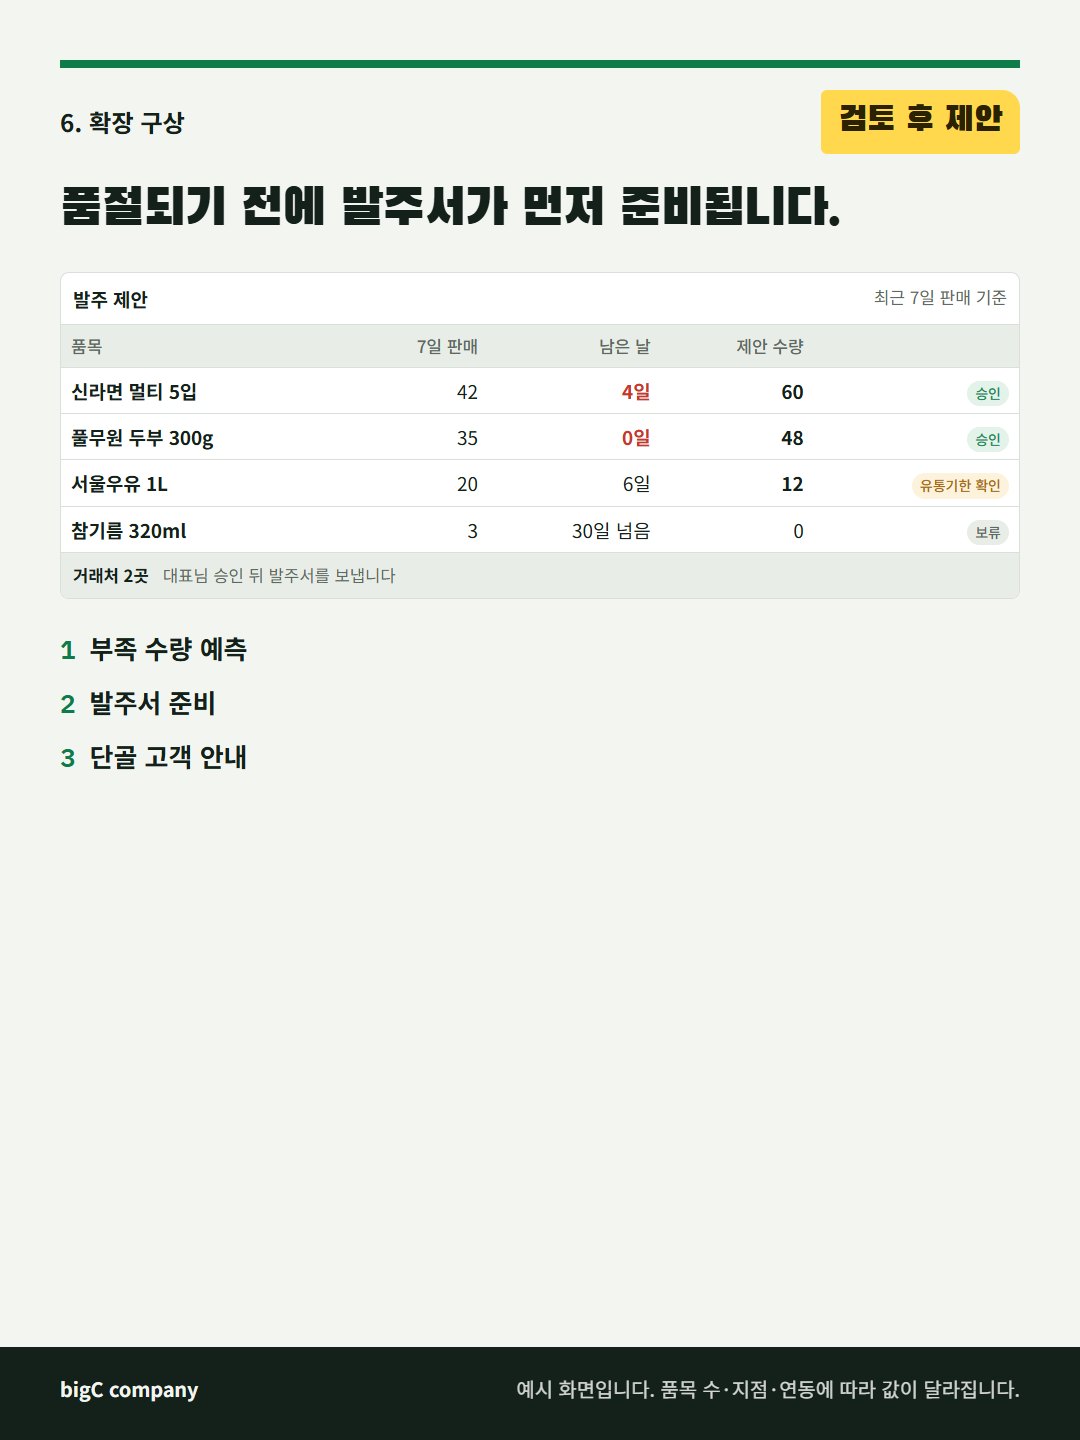 6. 확장 구상
검토 후 제안
품절되기 전에 발주서가 먼저 준비됩니다.
발주 제안 최근 7일 판매 기준
품목 7일 판매 남은 날 제안 수량
신라면 멀티 5입 42 4일 60 승인
풀무원 두부 300g 35 0일 48 승인
서울우유 1L 20 6일 12 유통기한 확인
참기름 320ml 3 30일 넘음 0 보류
거래처 2곳 대표님 승인 뒤 발주서를 보냅니다
1 부족 수량 예측
2 발주서 준비
3 단골 고객 안내
bigC company 예시 화면입니다. 품목 수·지점·연동에 따라 값이 달라집니다.